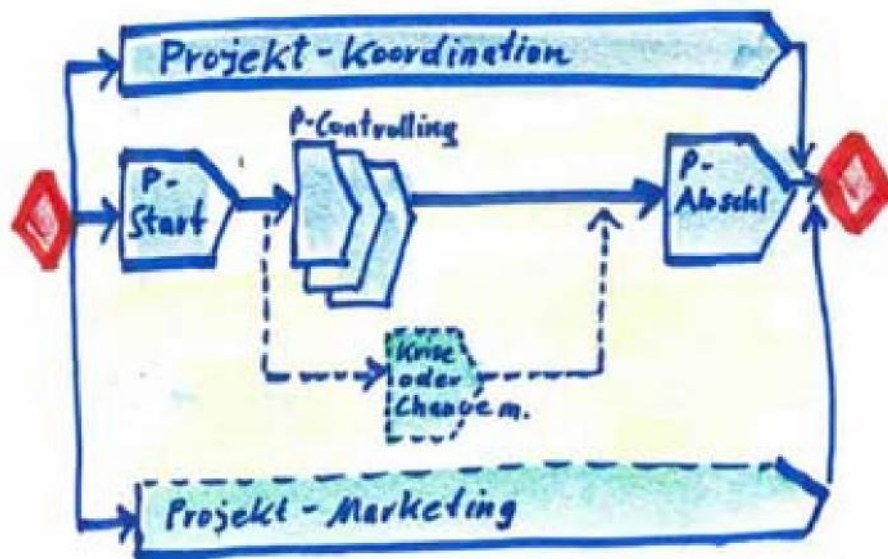 Projekt-Koordination
P-Controlling
P-
Start
P-
Abschl
Krise
oder
Chance m.
Projekt-Marketing